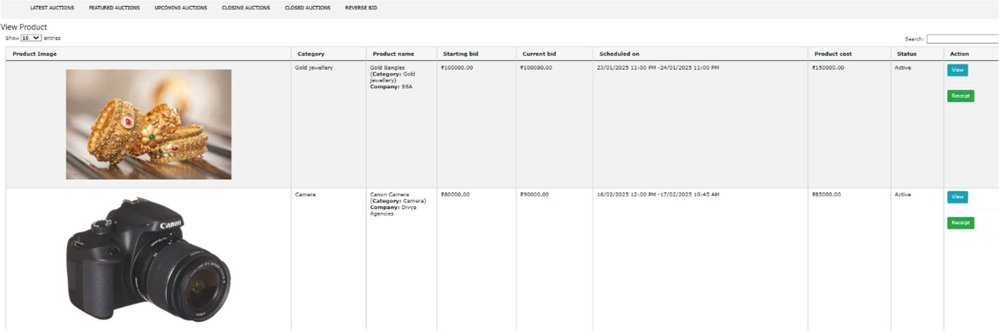 LATEST AUCTIONS FEATURED AUCTIONS UPCOMING AUCTIONS CLOSING AUCTIONS CLOSED AUCTIONS REVERSE BID
View Product
Show 10 entries
Search:
Product Image Category Product name Starting bid Current bid Scheduled on Product cost Status Action
Gold jewellery Gold Bangles ₹100000.00 ₹100080.00 23/01/2025 11:00 PM -24/01/2025 11:00 PM ₹150000.00 Active View
(Category: Gold
jewellery)
Company: SSA
Receipt
Camera Canon Camera ₹80000.00 ₹90000.00 16/02/2025 12:00 PM -17/02/2025 10:45 AM ₹85000.00 Active View
(Category: Camera)
Company: Divya
Agencies
Receipt
Canon